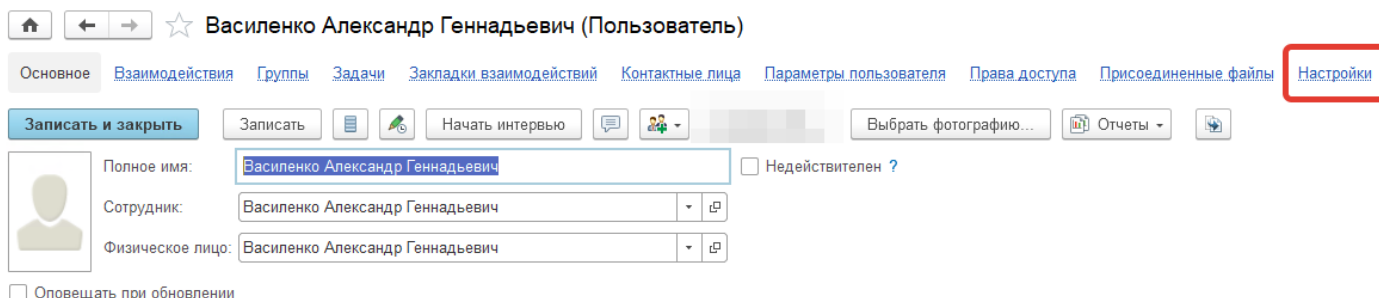 Василенко Александр Геннадьевич (Пользователь)
Основное Взаимодействия Группы Задачи Закладки взаимодействий Контактные лица Параметры пользователя Права доступа Присоединенные файлы Настройки
Записать и закрыть Записать Начать интервью Выбрать фотографию... Отчеты
Полное имя: Василенко Александр Геннадьевич Недействителен ?
Сотрудник: Василенко Александр Геннадьевич
Физическое лицо: Василенко Александр Геннадьевич
Оповещать при обновлении